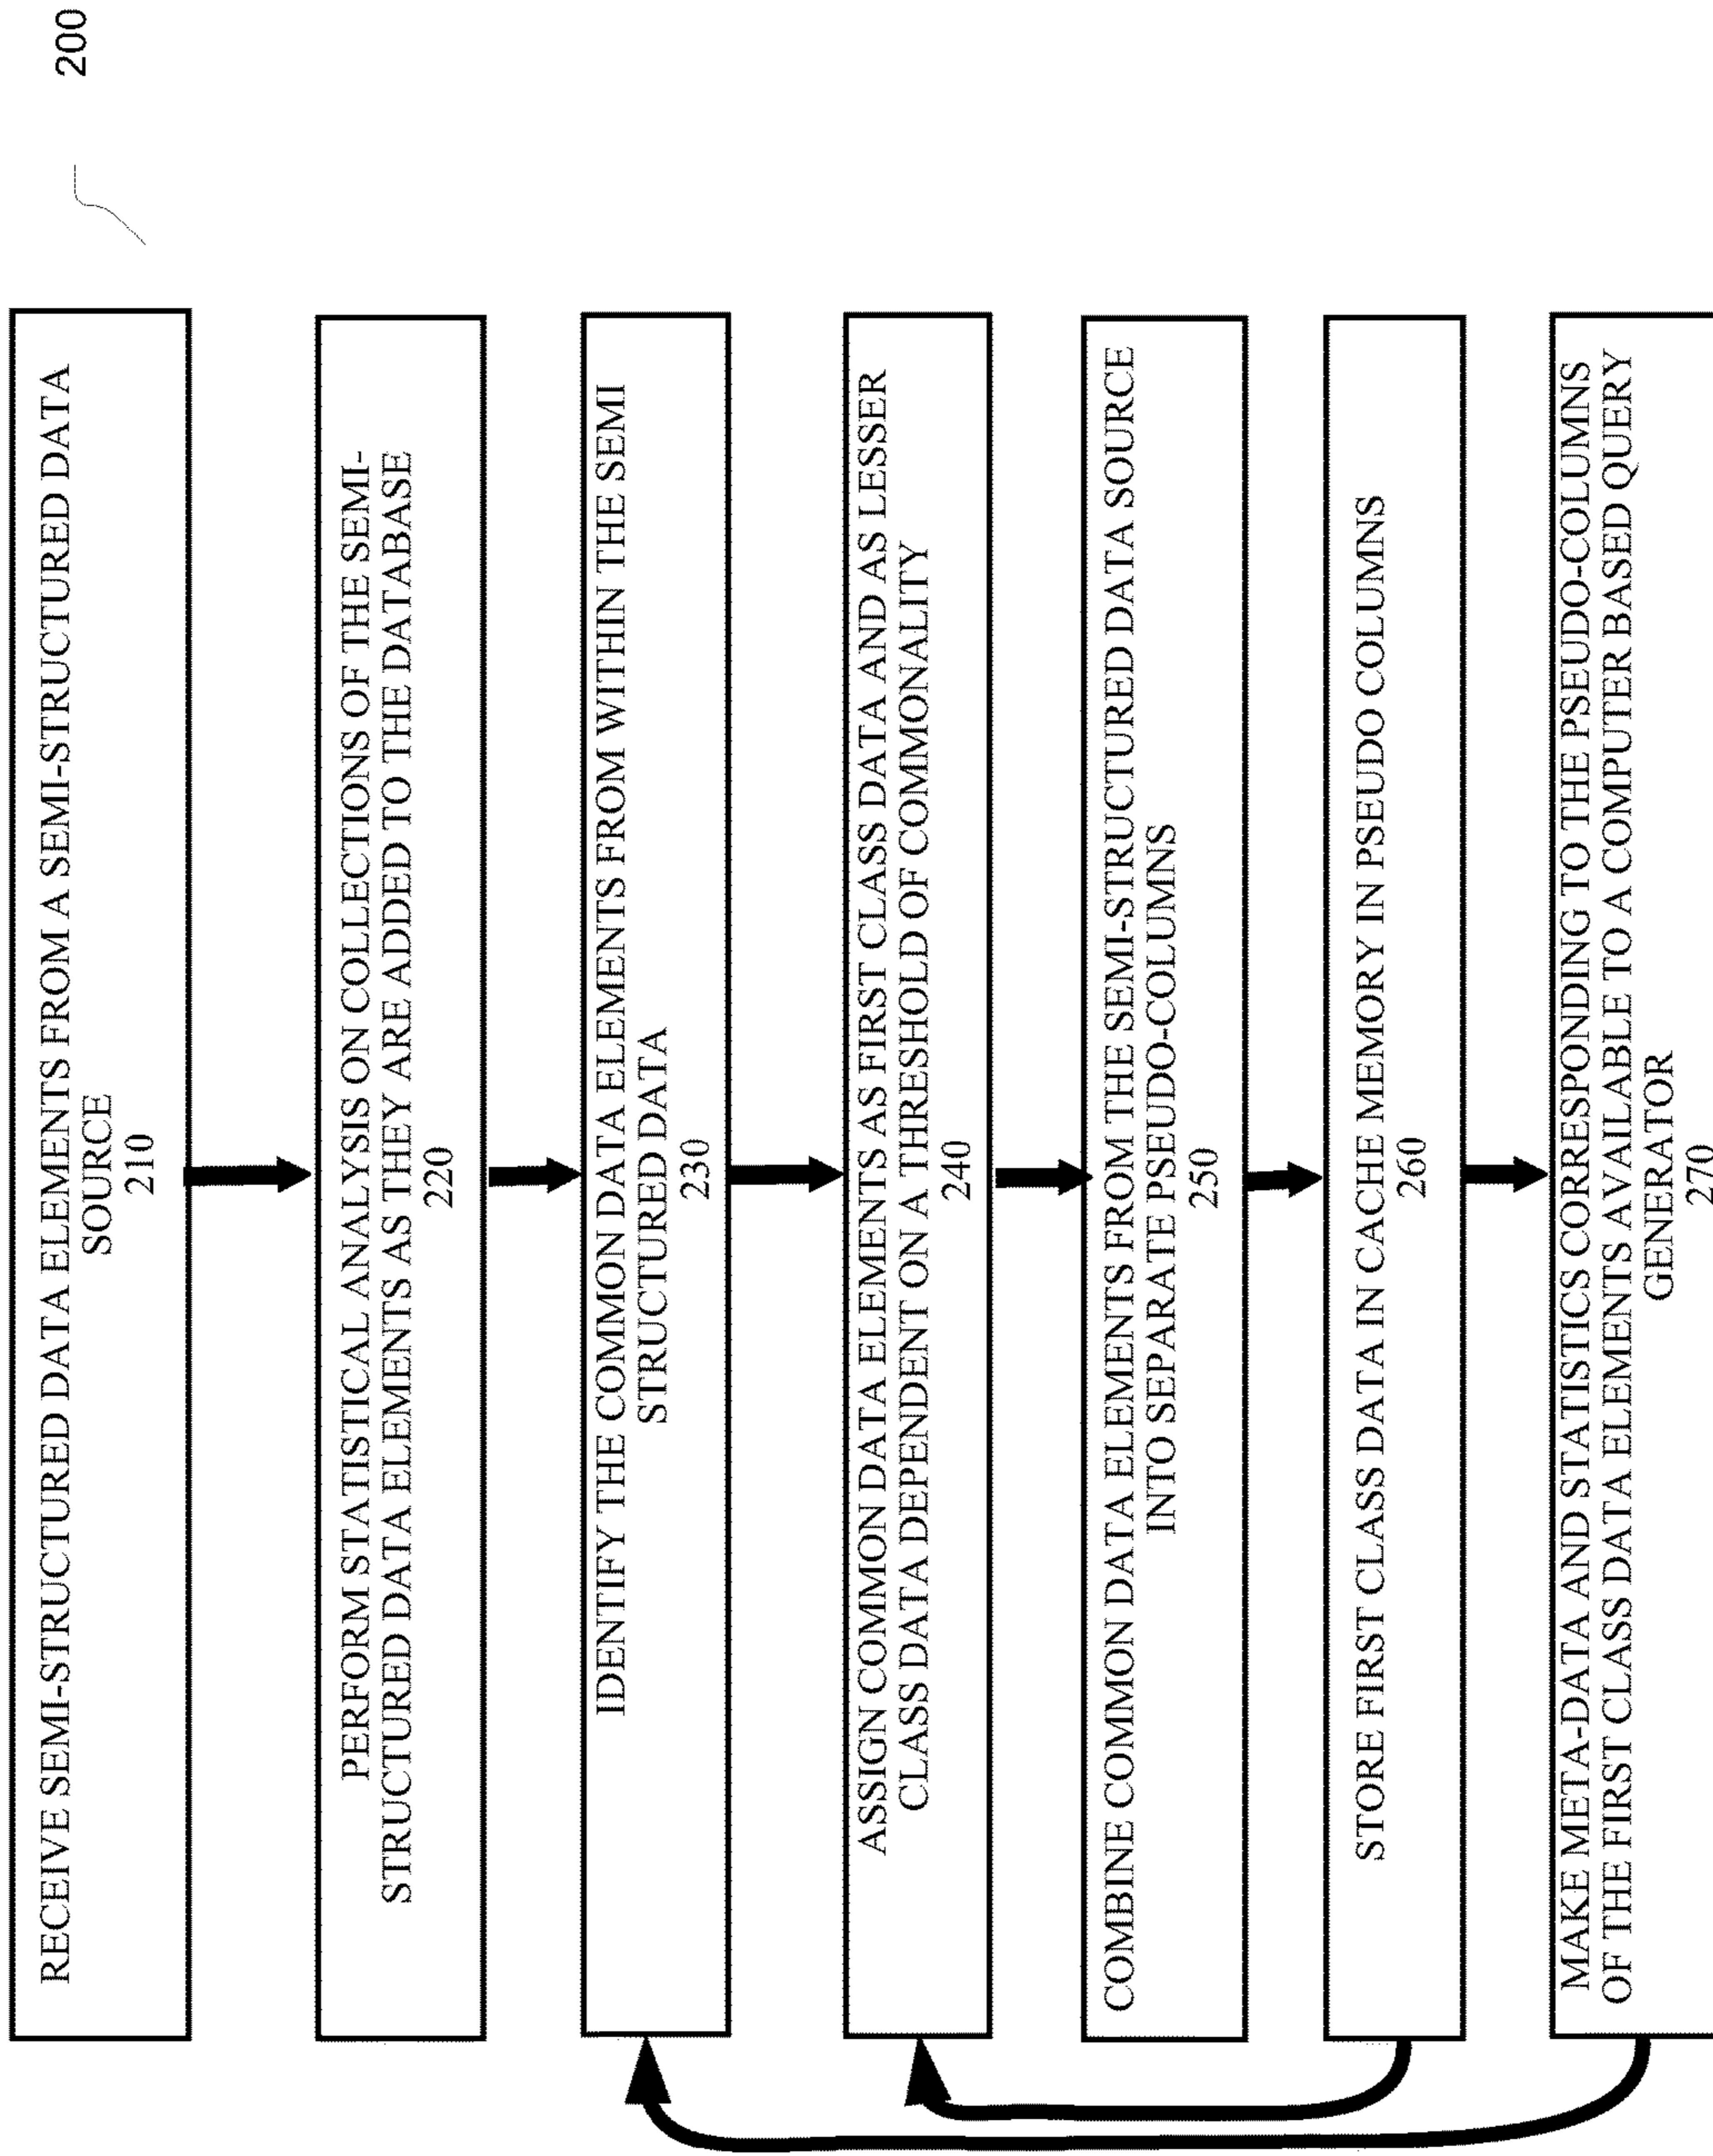 200
RECEIVE SEMI-STRUCTURED DATA ELEMENTS FROM A SEMI-STRUCTURED DATA
SOURCE
210
PERFORM STATISTICAL ANALYSIS ON COLLECTIONS OF THE SEMI-
STRUCTURED DATA ELEMENTS AS THEY ARE ADDED TO THE DATABASE
220
IDENTIFY THE COMMON DATA ELEMENTS FROM WITHIN THE SEMI
STRUCTURED DATA
230
ASSIGN COMMON DATA ELEMENTS AS FIRST CLASS DATA AND AS LESSER
CLASS DATA DEPENDENT ON A THRESHOLD OF COMMONALITY
240
COMBINE COMMON DATA ELEMENTS FROM THE SEMI-STRUCTURED DATA SOURCE
INTO SEPARATE PSEUDO-COLUMNS
250
STORE FIRST CLASS DATA IN CACHE MEMORY IN PSEUDO COLUMNS
260
MAKE META-DATA AND STATISTICS CORRESPONDING TO THE PSEUDO-COLUMNS
OF THE FIRST CLASS DATA ELEMENTS AVAILABLE TO A COMPUTER BASED QUERY
GENERATOR
270